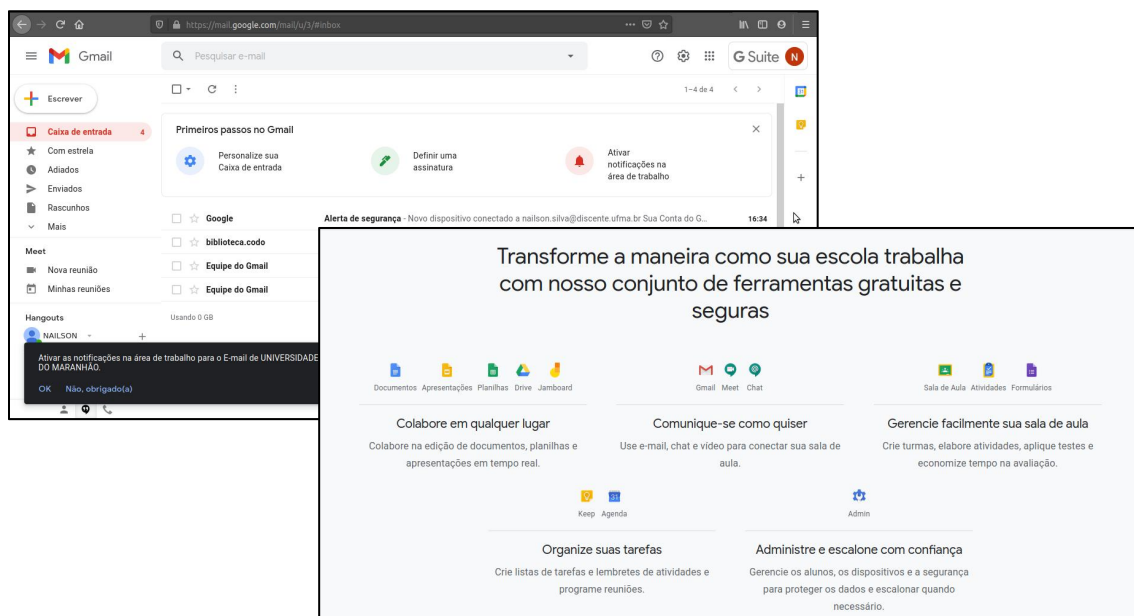 https://mail.google.com/mail/u/3/#inbox
Gmail
Pesquisar e-mail
G Suite
N
Escrever
1–4 de 4
Caixa de entrada 4
Com estrela
Adiados
Enviados
Rascunhos
Mais
Primeiros passos no Gmail
Personalize sua
Caixa de entrada
Definir uma
assinatura
Ativar
notificações na
área de trabalho
Google Alerta de segurança - Novo dispositivo conectado a nailson.silva@discente.ufma.br Sua Conta do G... 16:34
biblioteca.codo
Equipe do Gmail
Equipe do Gmail
Usando 0 GB
Meet
Nova reunião
Minhas reuniões
Hangouts
NAILSON
Ativar as notificações na área de trabalho para o E-mail de UNIVERSIDADE
DO MARANHÃO.
OK Não, obrigado(a)
Transforme a maneira como sua escola trabalha
com nosso conjunto de ferramentas gratuitas e
seguras
Documentos Apresentações Planilhas Drive Jamboard
Colabore em qualquer lugar
Colabore na edição de documentos, planilhas e
apresentações em tempo real.
Gmail Meet Chat
Comunique-se como quiser
Use e-mail, chat e vídeo para conectar sua sala de
aula.
Sala de Aula Atividades Formulários
Gerencie facilmente sua sala de aula
Crie turmas, elabore atividades, aplique testes e
economize tempo na avaliação.
31
Keep Agenda
Organize suas tarefas
Crie listas de tarefas e lembretes de atividades e
programe reuniões.
Admin
Administre e escalone com confiança
Gerencie os alunos, os dispositivos e a segurança
para proteger os dados e escalonar quando
necessário.